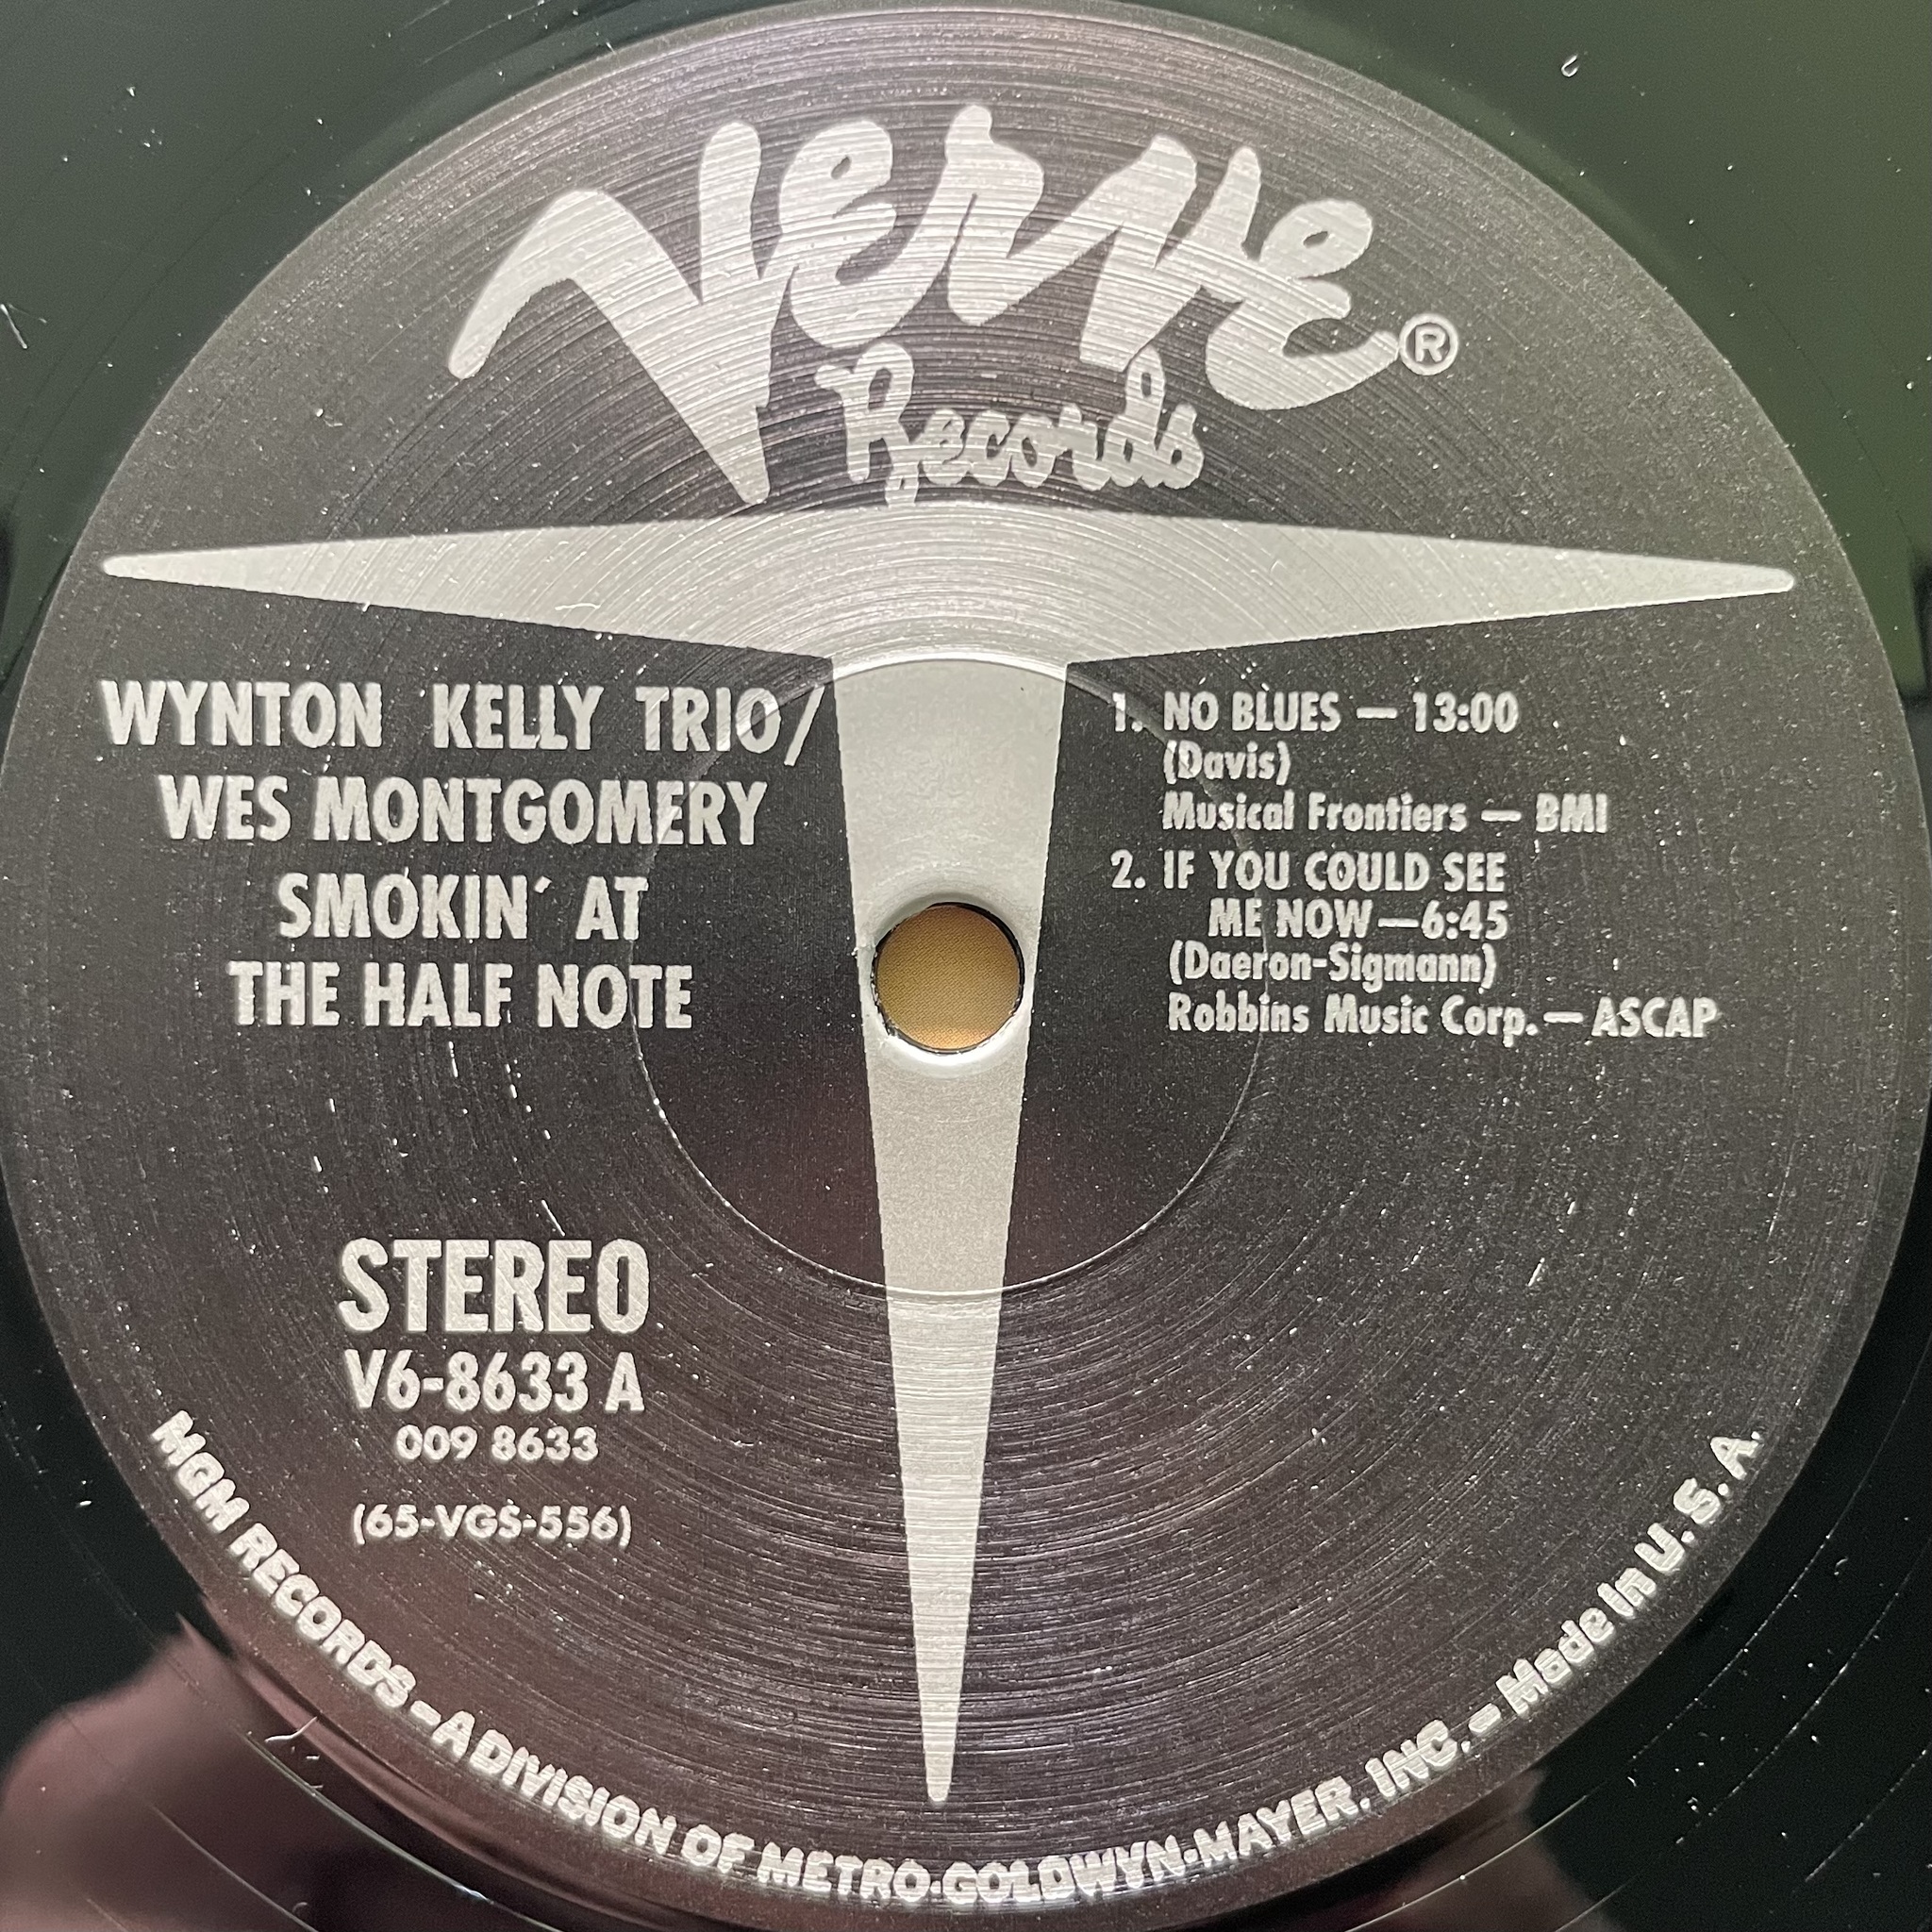 Verve®
Records
WYNTON KELLY TRIO/
WES MONTGOMERY
SMOKIN´ AT
THE HALF NOTE
1. NO BLUES — 13:00
(Davis)
Musical Frontiers — BMI
2. IF YOU COULD SEE
ME NOW—6:45
(Daeron-Sigmann)
Robbins Music Corp.—ASCAP
STEREO
V6-8633 A
009 8633
(65-VGS-556)
MGM RECORDS – A DIVISION OF METRO-GOLDWYN-MAYER, INC. – Made in U. S. A.